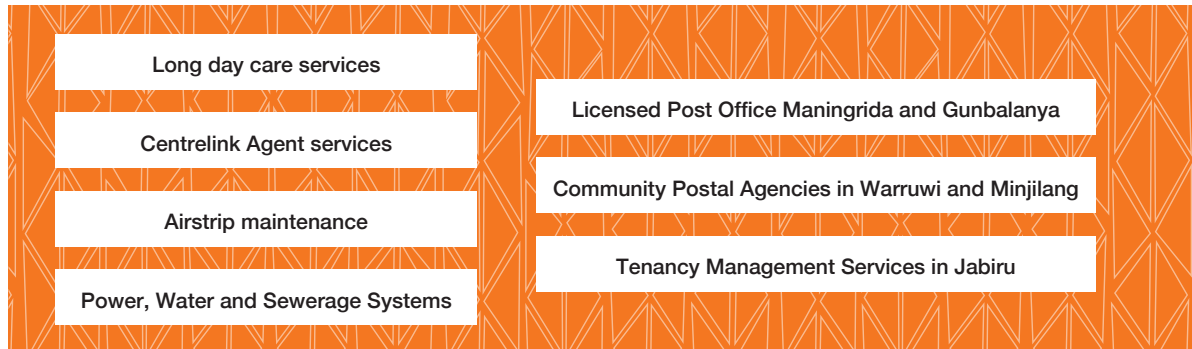 Long day care services
Centrelink Agent services
Airstrip maintenance
Power, Water and Sewerage Systems
Licensed Post Office Maningrida and Gunbalanya
Community Postal Agencies in Warruwi and Minjilang
Tenancy Management Services in Jabiru